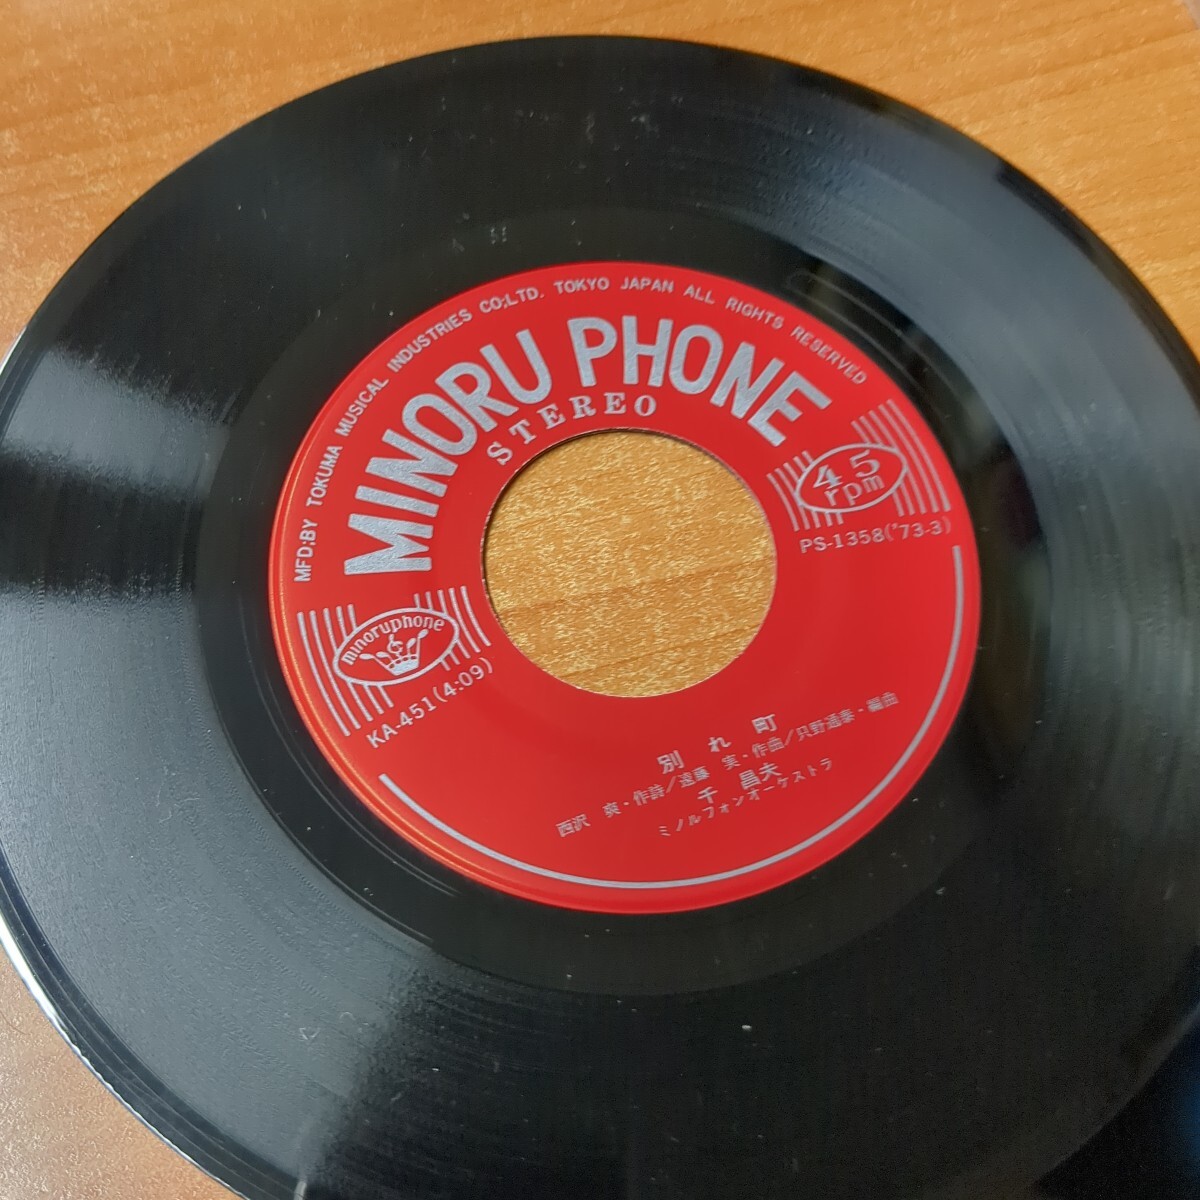 MFD;BY TOKUMA MUSICAL INDUSTRIES CO;LTD. TOKYO JAPAN ALL RIGHTS RESERVED
MINORU PHONE
STEREO
45
rpm
PS-1358('73-3)
minoruphone
KA-451(4:09)
別れ町
西沢 爽・作詩/遠藤 実・作曲/只野通泰・編曲
千昌夫
ミノルフォンオーケストラ